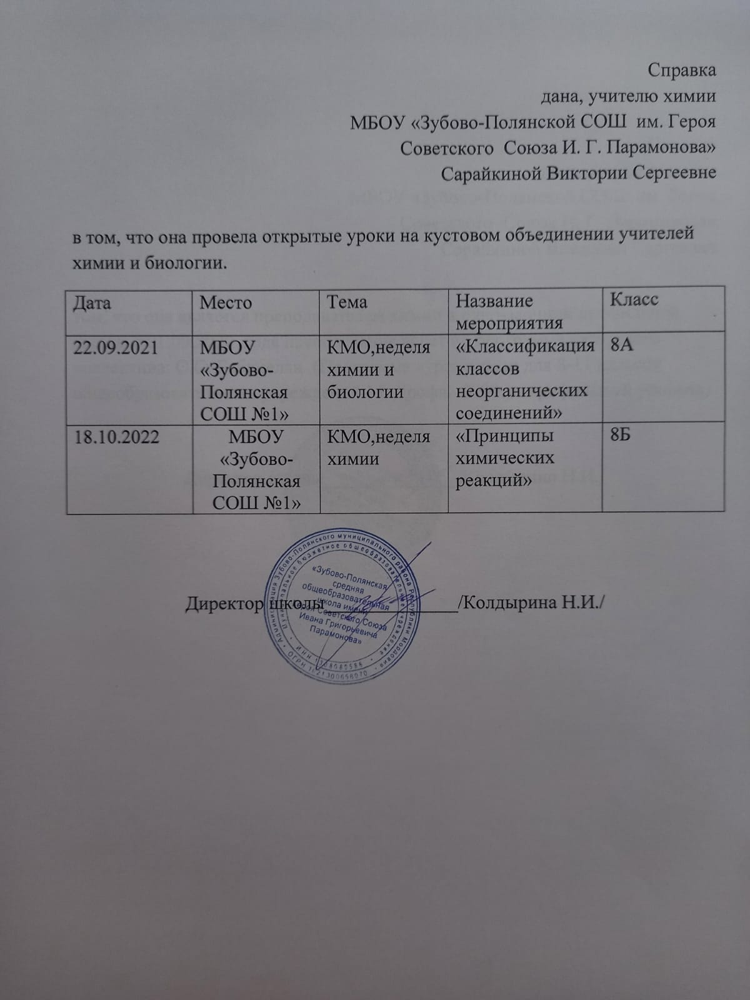 Справка
дана, учителю химии
МБОУ «Зубово-Полянской СОШ им. Героя
Советского Союза И. Г. Парамонова»
Сарайкиной Виктории Сергеевне
в том, что она провела открытые уроки на кустовом объединении учителей
химии и биологии.
Дата
Место
Тема
Название
мероприятия
Класс
22.09.2021
МБОУ
«Зубово-
Полянская
СОШ №1»
КМО,неделя
химии и
биологии
«Классификация
классов
неорганических
соединений»
8А
18.10.2022
МБОУ
«Зубово-
Полянская
СОШ №1»
КМО,неделя
химии
«Принципы
химических
реакций»
8Б
Директор школы /Колдырина Н.И./
Администрация Зубово-Полянского муниципального района Республики Мордовия
Муниципальное бюджетное общеобразовательное учреждение
«Зубово-Полянская
средняя
общеобразовательная
школа имени
Героя Советского Союза
Ивана Григорьевича
Парамонова»
ИНН
ОГРН